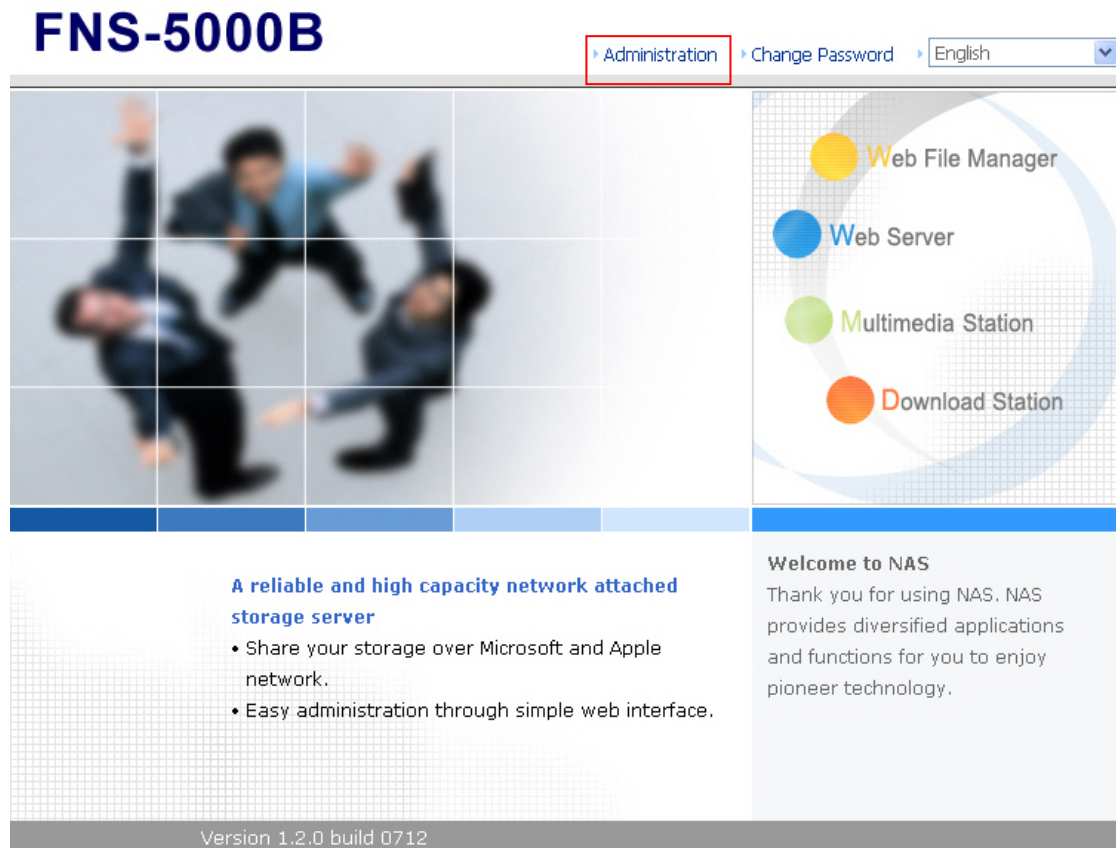 FNS-5000B
Administration
Change Password
English
Web File Manager
Web Server
Multimedia Station
Download Station
A reliable and high capacity network attached
storage server
• Share your storage over Microsoft and Apple
network.
• Easy administration through simple web interface.
Welcome to NAS
Thank you for using NAS. NAS
provides diversified applications
and functions for you to enjoy
pioneer technology.
Version 1.2.0 build 0712